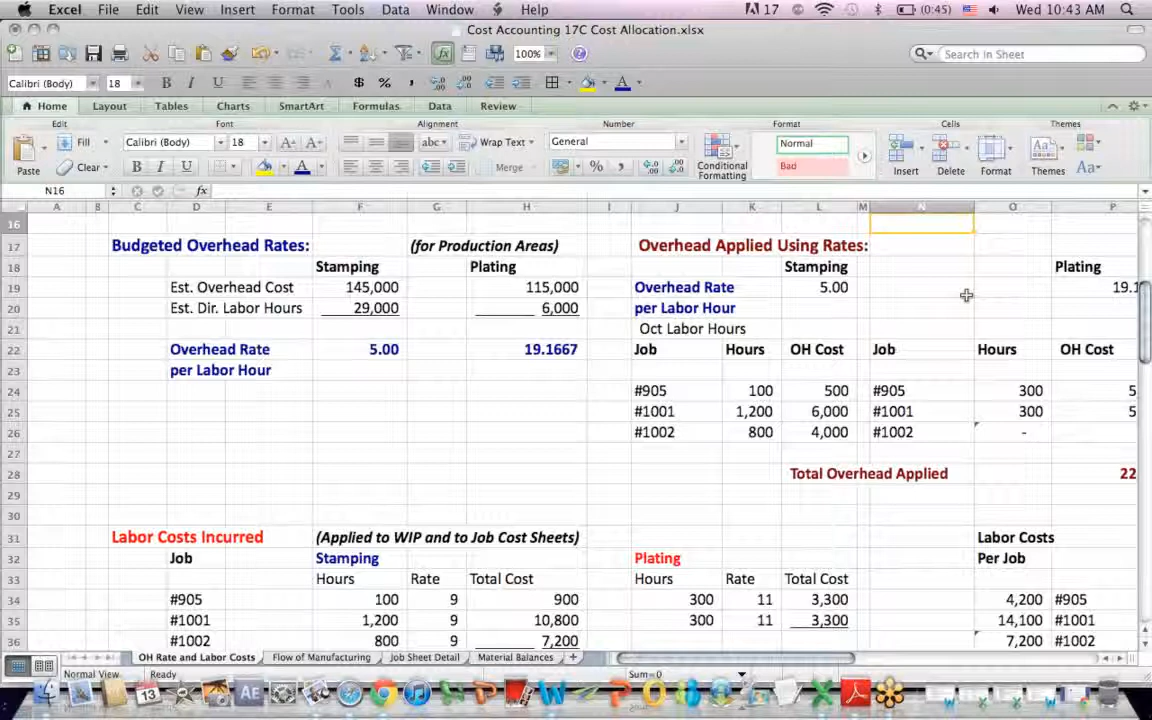 Excel File Edit View Insert Format Tools Data Window Help 17 (0:45) Wed 10:43 AM
Cost Accounting 17C Cost Allocation.xlsx
100% Search in Sheet
Calibri (Body) 18 B I U $ % ,
Home Layout Tables Charts SmartArt Formulas Data Review
Edit Font Alignment Number Format Cells Themes
Fill Calibri (Body) 18 A A abc Wrap Text General Normal
Paste Clear B I U A Merge % , Conditional Formatting Bad Insert Delete Format Themes Aa
N16 fx
A B C D E F G H I J K L M N O P
16
17 Budgeted Overhead Rates: (for Production Areas) Overhead Applied Using Rates:
18 Stamping Plating Stamping Plating
19 Est. Overhead Cost 145,000 115,000 Overhead Rate 5.00 19.1
20 Est. Dir. Labor Hours 29,000 6,000 per Labor Hour
21 Oct Labor Hours
22 Overhead Rate 5.00 19.1667 Job Hours OH Cost Job Hours OH Cost
23 per Labor Hour
24 #905 100 500 #905 300 5
25 #1001 1,200 6,000 #1001 300 5
26 #1002 800 4,000 #1002 -
27
28 Total Overhead Applied 22
29
30
31 Labor Costs Incurred (Applied to WIP and to Job Cost Sheets) Labor Costs
32 Job Stamping Plating Per Job
33 Hours Rate Total Cost Hours Rate Total Cost
34 #905 100 9 900 300 11 3,300 4,200 #905
35 #1001 1,200 9 10,800 300 11 3,300 14,100 #1001
36 #1002 800 9 7,200 7,200 #1002
OH Rate and Labor Costs Flow of Manufacturing Job Sheet Detail Material Balances +
Normal View Ready Sum=0